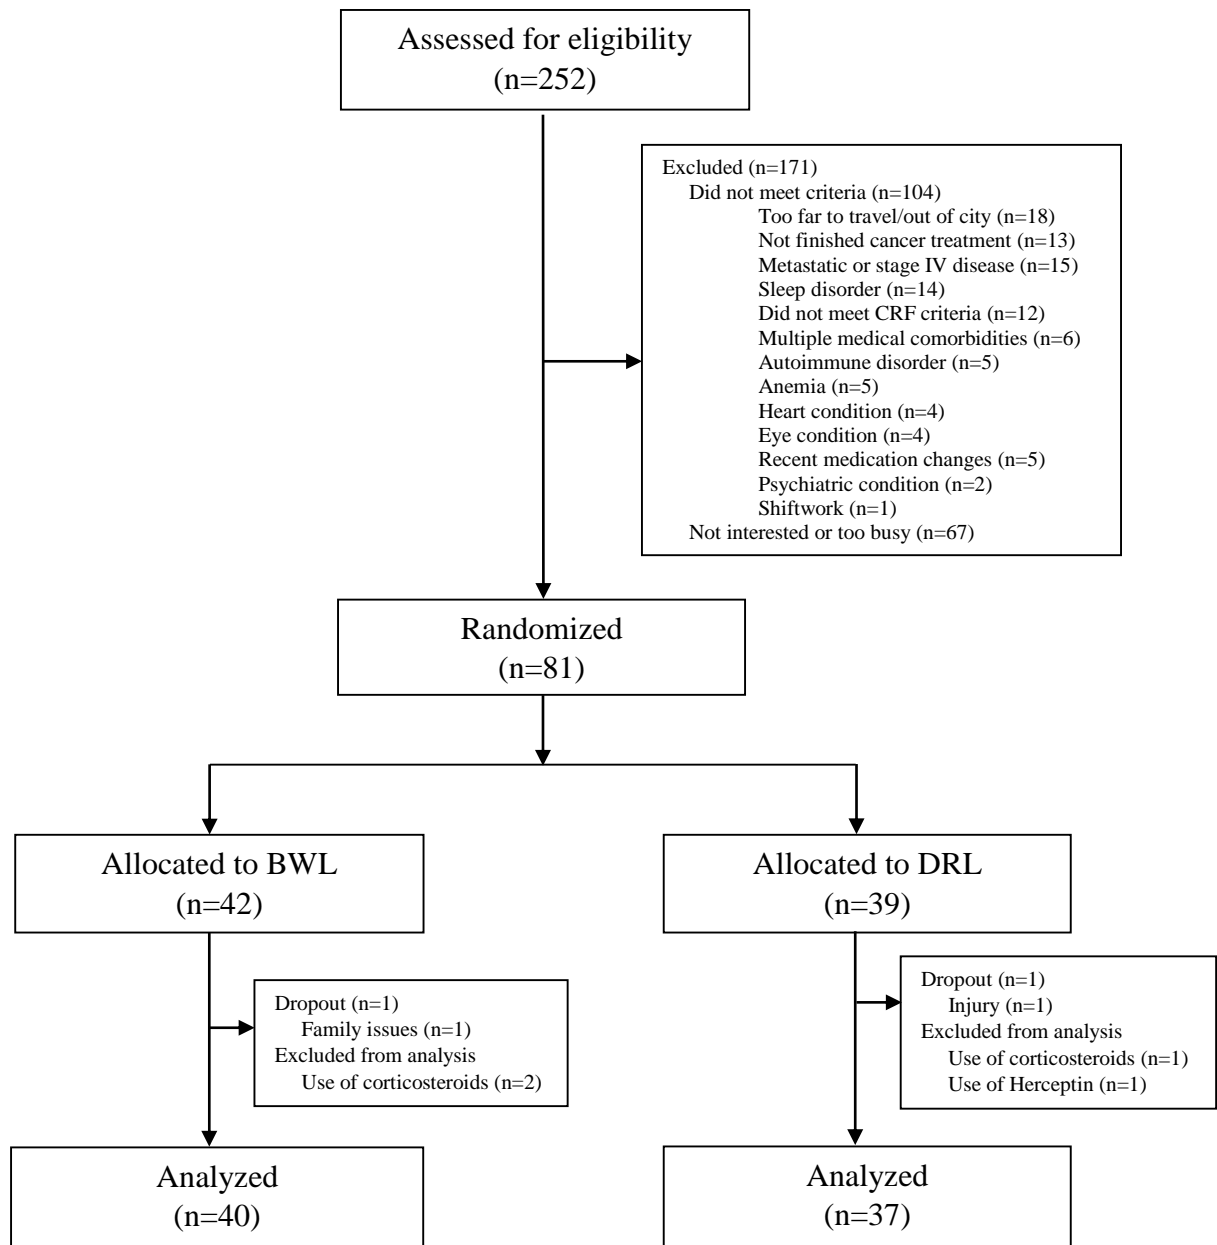 Assessed for eligibility
(n=252)
Excluded (n=171)
Did not meet criteria (n=104)
Too far to travel/out of city (n=18)
Not finished cancer treatment (n=13)
Metastatic or stage IV disease (n=15)
Sleep disorder (n=14)
Did not meet CRF criteria (n=12)
Multiple medical comorbidities (n=6)
Autoimmune disorder (n=5)
Anemia (n=5)
Heart condition (n=4)
Eye condition (n=4)
Recent medication changes (n=5)
Psychiatric condition (n=2)
Shiftwork (n=1)
Not interested or too busy (n=67)
Randomized
(n=81)
Allocated to BWL
(n=42)
Allocated to DRL
(n=39)
Dropout (n=1)
Family issues (n=1)
Excluded from analysis
Use of corticosteroids (n=2)
Dropout (n=1)
Injury (n=1)
Excluded from analysis
Use of corticosteroids (n=1)
Use of Herceptin (n=1)
Analyzed
(n=40)
Analyzed
(n=37)